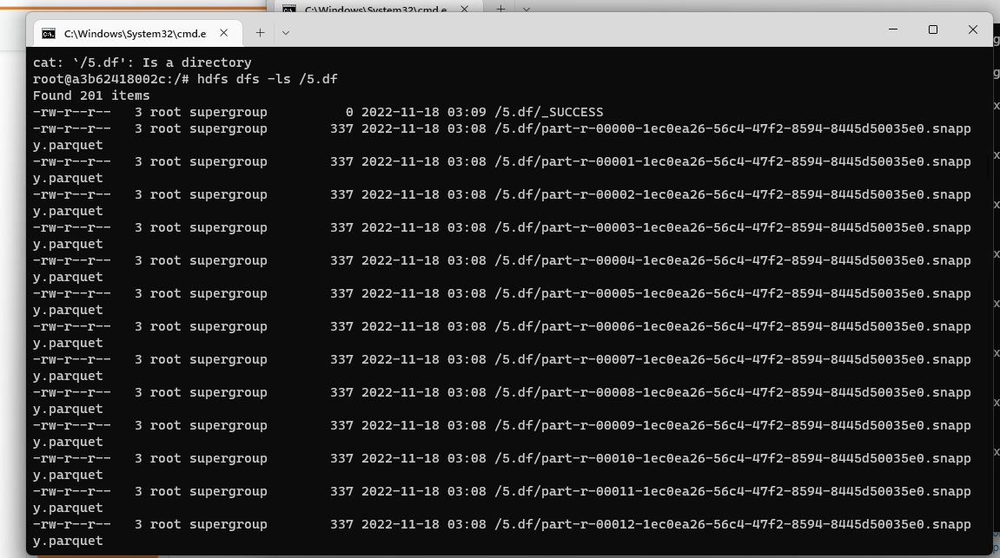 C:\Windows\System32\cmd.e
C:\Windows\System32\cmd.e
cat: `/5.df': Is a directory
root@a3b62418002c:/# hdfs dfs -ls /5.df
Found 201 items
-rw-r--r--   3 root supergroup          0 2022-11-18 03:09 /5.df/_SUCCESS
-rw-r--r--   3 root supergroup        337 2022-11-18 03:08 /5.df/part-r-00000-1ec0ea26-56c4-47f2-8594-8445d50035e0.snapp
y.parquet
-rw-r--r--   3 root supergroup        337 2022-11-18 03:08 /5.df/part-r-00001-1ec0ea26-56c4-47f2-8594-8445d50035e0.snapp
y.parquet
-rw-r--r--   3 root supergroup        337 2022-11-18 03:08 /5.df/part-r-00002-1ec0ea26-56c4-47f2-8594-8445d50035e0.snapp
y.parquet
-rw-r--r--   3 root supergroup        337 2022-11-18 03:08 /5.df/part-r-00003-1ec0ea26-56c4-47f2-8594-8445d50035e0.snapp
y.parquet
-rw-r--r--   3 root supergroup        337 2022-11-18 03:08 /5.df/part-r-00004-1ec0ea26-56c4-47f2-8594-8445d50035e0.snapp
y.parquet
-rw-r--r--   3 root supergroup        337 2022-11-18 03:08 /5.df/part-r-00005-1ec0ea26-56c4-47f2-8594-8445d50035e0.snapp
y.parquet
-rw-r--r--   3 root supergroup        337 2022-11-18 03:08 /5.df/part-r-00006-1ec0ea26-56c4-47f2-8594-8445d50035e0.snapp
y.parquet
-rw-r--r--   3 root supergroup        337 2022-11-18 03:08 /5.df/part-r-00007-1ec0ea26-56c4-47f2-8594-8445d50035e0.snapp
y.parquet
-rw-r--r--   3 root supergroup        337 2022-11-18 03:08 /5.df/part-r-00008-1ec0ea26-56c4-47f2-8594-8445d50035e0.snapp
y.parquet
-rw-r--r--   3 root supergroup        337 2022-11-18 03:08 /5.df/part-r-00009-1ec0ea26-56c4-47f2-8594-8445d50035e0.snapp
y.parquet
-rw-r--r--   3 root supergroup        337 2022-11-18 03:08 /5.df/part-r-00010-1ec0ea26-56c4-47f2-8594-8445d50035e0.snapp
y.parquet
-rw-r--r--   3 root supergroup        337 2022-11-18 03:08 /5.df/part-r-00011-1ec0ea26-56c4-47f2-8594-8445d50035e0.snapp
y.parquet
-rw-r--r--   3 root supergroup        337 2022-11-18 03:08 /5.df/part-r-00012-1ec0ea26-56c4-47f2-8594-8445d50035e0.snapp
y.parquet